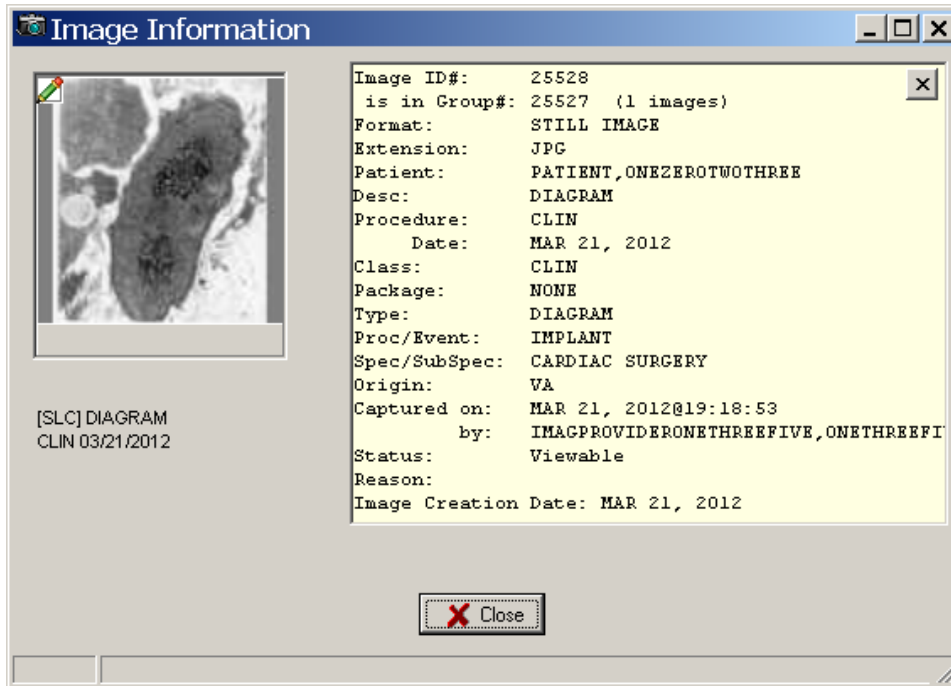 Image Information
Image ID#: 25528
is in Group#: 25527 (1 images)
Format: STILL IMAGE
Extension: JPG
Patient: PATIENT,ONEZEROTWOTHREE
Desc: DIAGRAM
Procedure: CLIN
Date: MAR 21, 2012
Class: CLIN
Package: NONE
Type: DIAGRAM
Proc/Event: IMPLANT
Spec/SubSpec: CARDIAC SURGERY
Origin: VA
Captured on: MAR 21, 2012@19:18:53
by: IMAGPROVIDERONETHREEFIVE,ONETHREEFI
Status: Viewable
Reason:
Image Creation Date: MAR 21, 2012
[SLC] DIAGRAM
CLIN 03/21/2012
Close